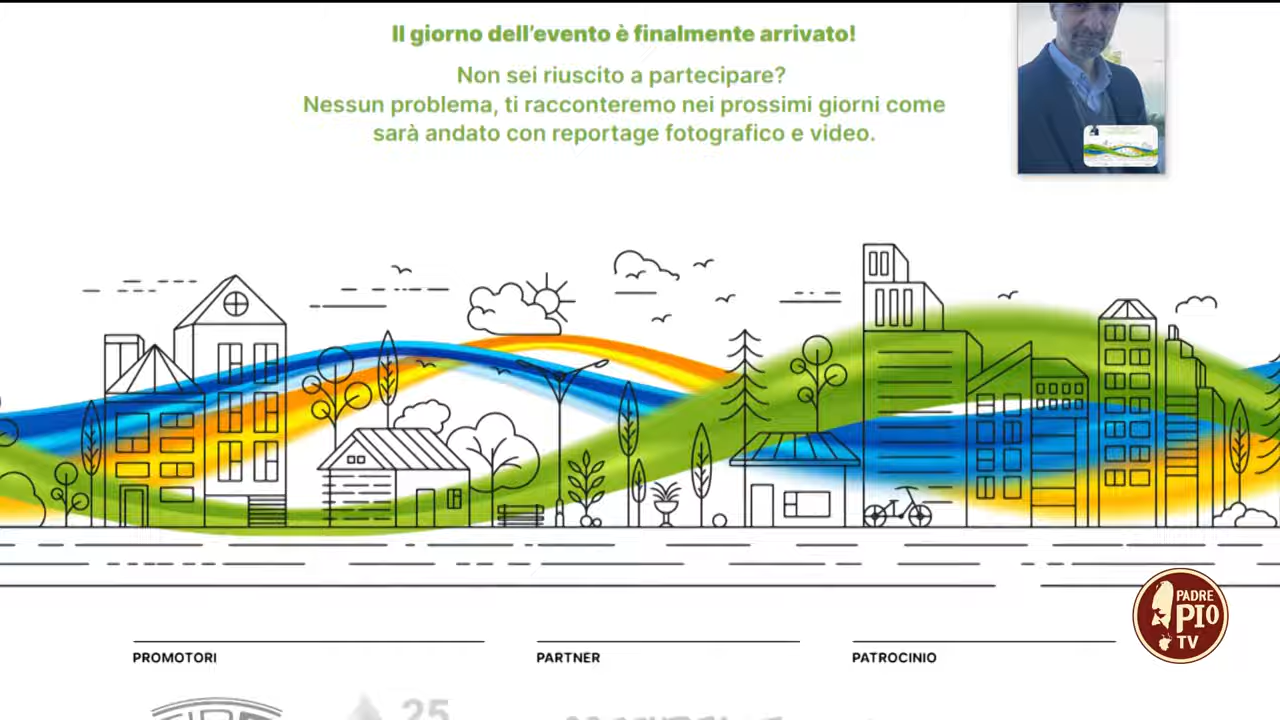 Il giorno dell'evento è finalmente arrivato!
Non sei riuscito a partecipare?
Nessun problema, ti racconteremo nei prossimi giorni come
sarà andato con reportage fotografico e video.
PADRE
PIO
TV
PROMOTORI
PARTNER
PATROCINIO
25